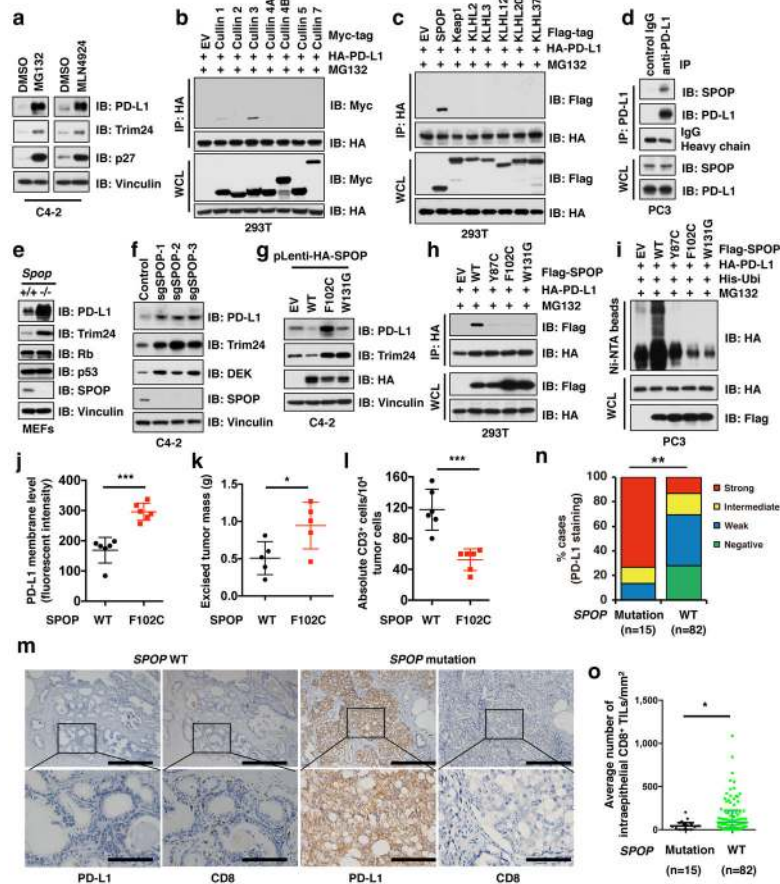 a
DMSO
MG132
DMSO
MLN4924
IB: PD-L1
Trim24
IB: p27
IB: Vinculin
C4-2
b
EV
Cullin 1
Cullin 2
Cullin 3
Cullin 4A
Cullin 4B
Cullin 5
Cullin 7
Myc-tag
+ + + + + + + + HA-PD-L1
+ + + + + + + + MG132
IP: HA
IB: Myc
IB: HA
WCL
IB: Myc
IB: HA
293T
c
EV
SPOP
Keap1
KLHL2
KLHL3
KLHL12
KLHL20
KLHL37
Flag-tag
+ + + + + + + + HA-PD-L1
+ + + + + + + + MG132
IP: HA
IB: Flag
IB: HA
WCL
IB: Flag
IB: HA
293T
d
control IgG
anti-PD-L1
IP
IP: PD-L1
IB: SPOP
IB: PD-L1
IgG
Heavy chain
WCL
IB: SPOP
IB: PD-L1
PC3
e
Spop
+/+ -/-
IB: PD-L1
IB: Trim24
IB: Rb
IB: p53
IB: SPOP
IB: Vinculin
MEFs
f
Control
sgSPOP-1
sgSPOP-2
sgSPOP-3
IB: PD-L1
IB: Trim24
IB: DEK
IB: SPOP
IB: Vinculin
C4-2
g
pLenti-HA-SPOP
EV
WT
F102C
W131G
IB: PD-L1
IB: Trim24
IB: HA
IB: Vinculin
C4-2
h
EV
WT
Y87C
F102C
W131G
Flag-SPOP
+ + + + + HA-PD-L1
+ + + + + MG132
IP: HA
IB: Flag
IB: HA
WCL
IB: Flag
IB: HA
293T
i
EV
WT
Y87C
F102C
W131G
Flag-SPOP
+ + + + + HA-PD-L1
+ + + + + His-Ubi
+ + + + + MG132
Ni-NTA beads
IB: HA
WCL
IB: HA
IB: Flag
PC3
j
PD-L1 membrane level
(fluorescent intensity)
400
300
200
100
0
***
SPOP WT F102C
k
Excised tumor mass (g)
1.5
1.0
0.5
0.0
*
SPOP WT F102C
l
Absolute CD3+ cells/10⁴
tumor cells
160
120
80
40
0
***
SPOP WT F102C
n
% cases
(PD-L1 staining)
100
80
60
40
20
0
**
Strong
Intermediate
Weak
Negative
SPOP Mutation WT
(n=15) (n=82)
m
SPOP WT
SPOP mutation
PD-L1
CD8
PD-L1
CD8
o
Average number of
intraepithelial CD8+ TILs/mm²
1,500
1,000
500
0
*
SPOP Mutation WT
(n=15) (n=82)